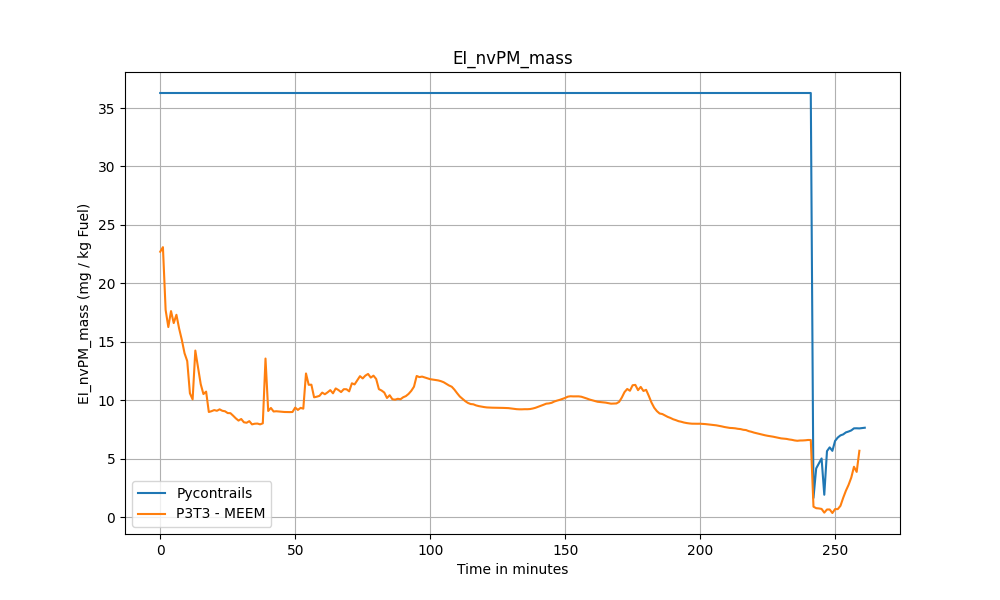 EI_nvPM_mass
EI_nvPM_mass (mg / kg Fuel)
35
30
25
20
15
10
5
0
Pycontrails
P3T3 - MEEM
0 50 100 150 200 250
Time in minutes